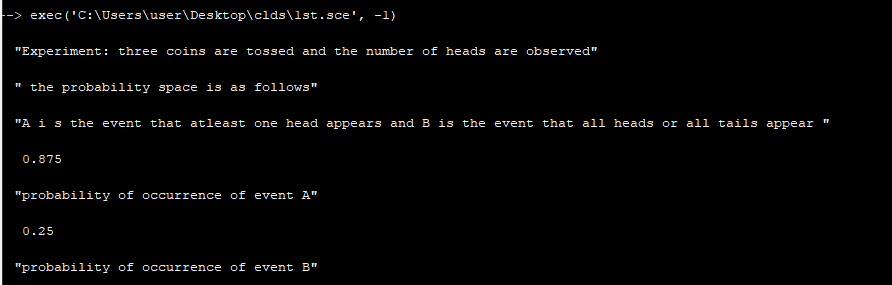 --> exec('C:\Users\user\Desktop\clds\1st.sce', -1)
"Experiment: three coins are tossed and the number of heads are observed"
" the probability space is as follows"
"A i s the event that atleast one head appears and B is the event that all heads or all tails appear "
0.875
"probability of occurrence of event A"
0.25
"probability of occurrence of event B"